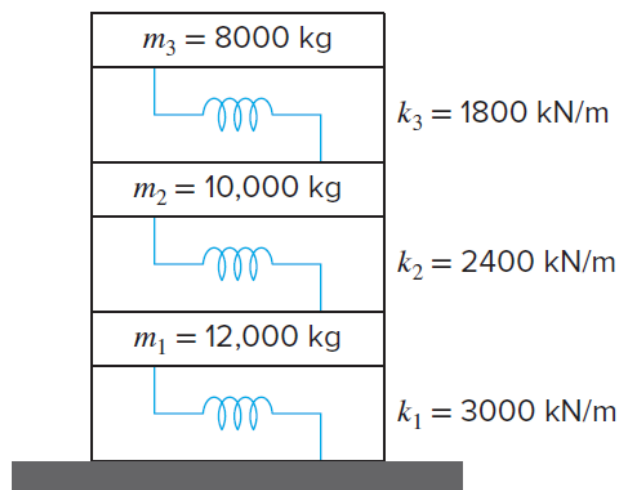 m₃ = 8000 kg
k₃ = 1800 kN/m
m₂ = 10,000 kg
k₂ = 2400 kN/m
m₁ = 12,000 kg
k₁ = 3000 kN/m